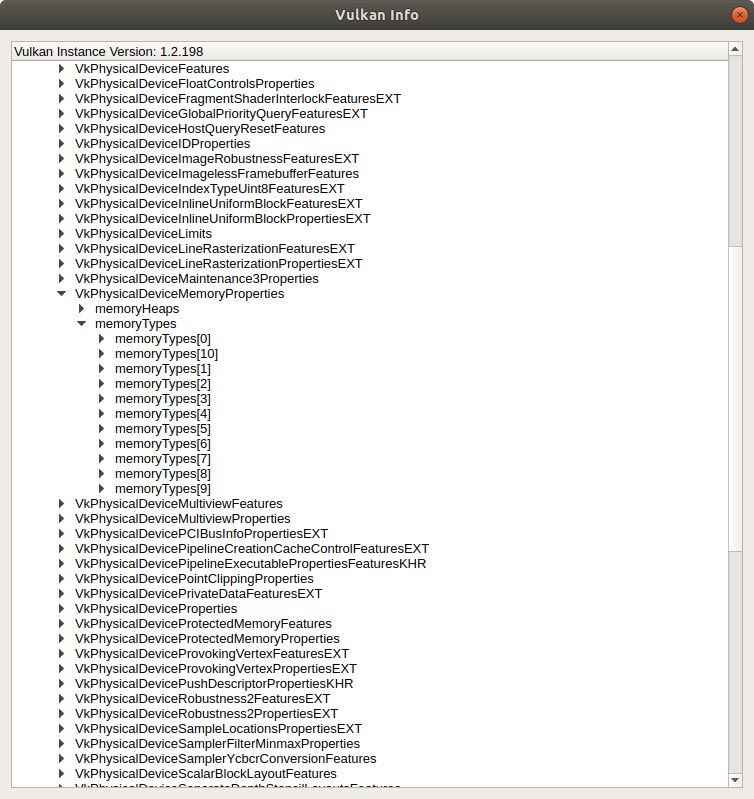 Vulkan Info
Vulkan Instance Version: 1.2.198
VkPhysicalDeviceFeatures
VkPhysicalDeviceFloatControlsProperties
VkPhysicalDeviceFragmentShaderInterlockFeaturesEXT
VkPhysicalDeviceGlobalPriorityQueryFeaturesEXT
VkPhysicalDeviceHostQueryResetFeatures
VkPhysicalDeviceIDProperties
VkPhysicalDeviceImageRobustnessFeaturesEXT
VkPhysicalDeviceImagelessFramebufferFeatures
VkPhysicalDeviceIndexTypeUint8FeaturesEXT
VkPhysicalDeviceInlineUniformBlockFeaturesEXT
VkPhysicalDeviceInlineUniformBlockPropertiesEXT
VkPhysicalDeviceLimits
VkPhysicalDeviceLineRasterizationFeaturesEXT
VkPhysicalDeviceLineRasterizationPropertiesEXT
VkPhysicalDeviceMaintenance3Properties
VkPhysicalDeviceMemoryProperties
memoryHeaps
memoryTypes
memoryTypes[0]
memoryTypes[10]
memoryTypes[1]
memoryTypes[2]
memoryTypes[3]
memoryTypes[4]
memoryTypes[5]
memoryTypes[6]
memoryTypes[7]
memoryTypes[8]
memoryTypes[9]
VkPhysicalDeviceMultiviewFeatures
VkPhysicalDeviceMultiviewProperties
VkPhysicalDevicePCIBusInfoPropertiesEXT
VkPhysicalDevicePipelineCreationCacheControlFeaturesEXT
VkPhysicalDevicePipelineExecutablePropertiesFeaturesKHR
VkPhysicalDevicePointClippingProperties
VkPhysicalDevicePrivateDataFeaturesEXT
VkPhysicalDeviceProperties
VkPhysicalDeviceProtectedMemoryFeatures
VkPhysicalDeviceProtectedMemoryProperties
VkPhysicalDeviceProvokingVertexFeaturesEXT
VkPhysicalDeviceProvokingVertexPropertiesEXT
VkPhysicalDevicePushDescriptorPropertiesKHR
VkPhysicalDeviceRobustness2FeaturesEXT
VkPhysicalDeviceRobustness2PropertiesEXT
VkPhysicalDeviceSampleLocationsPropertiesEXT
VkPhysicalDeviceSamplerFilterMinmaxProperties
VkPhysicalDeviceSamplerYcbcrConversionFeatures
VkPhysicalDeviceScalarBlockLayoutFeatures
VkPhysicalDeviceSeparateDepthStencilLayoutsFeatures